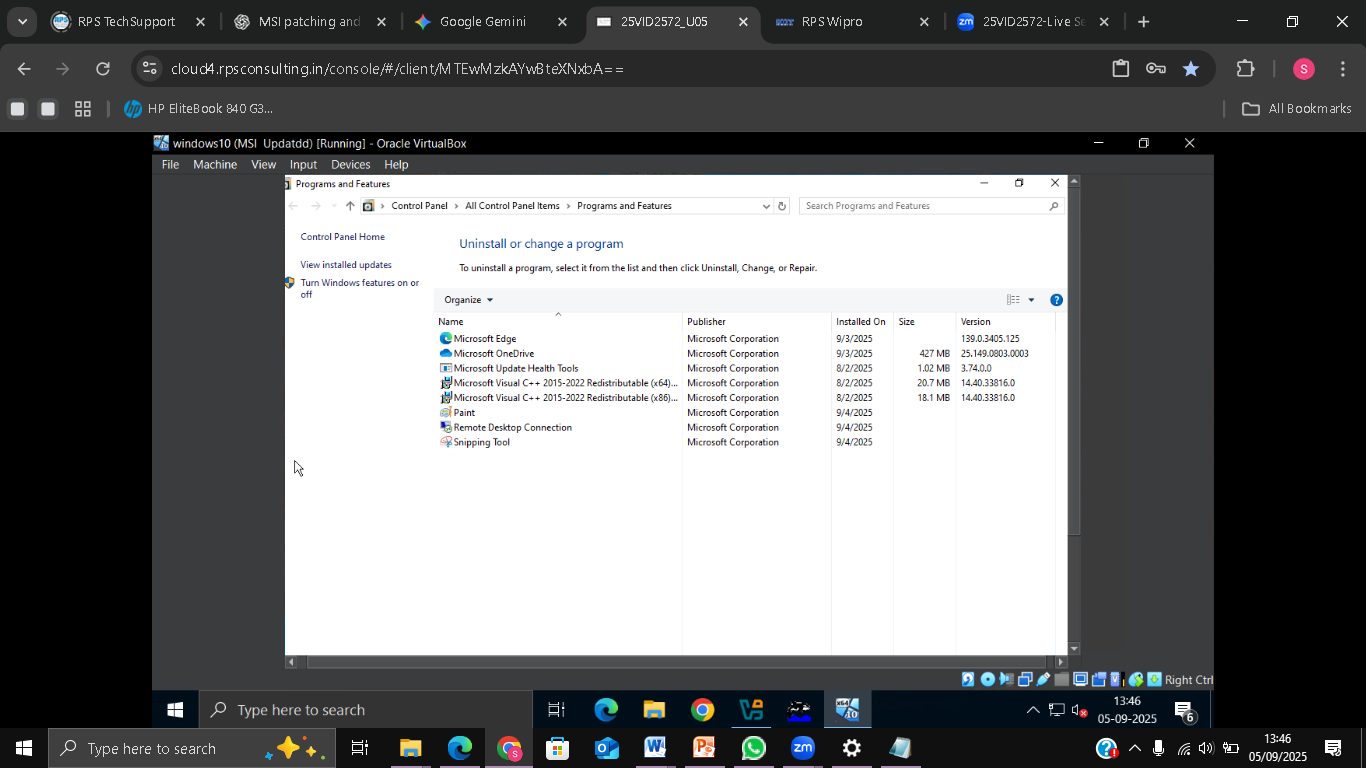 RPS TechSupport
MSI patching and
Google Gemini
25VID2572_U05
RPS Wipro
25VID2572-Live Se
cloud4.rpsconsulting.in/console/#/client/MTEwMzkAYwBteXNxbA==
S
HP EliteBook 840 G3...
All Bookmarks
windows10 (MSI Updatdd) [Running] - Oracle VirtualBox
File Machine View Input Devices Help
Programs and Features
Control Panel > All Control Panel Items > Programs and Features
Search Programs and Features
Control Panel Home
View installed updates
Turn Windows features on or
off
Uninstall or change a program
To uninstall a program, select it from the list and then click Uninstall, Change, or Repair.
Organize
Name Publisher Installed On Size Version
Microsoft Edge Microsoft Corporation 9/3/2025 139.0.3405.125
Microsoft OneDrive Microsoft Corporation 9/3/2025 427 MB 25.149.0803.0003
Microsoft Update Health Tools Microsoft Corporation 8/2/2025 1.02 MB 3.74.0.0
Microsoft Visual C++ 2015-2022 Redistributable (x64)... Microsoft Corporation 8/2/2025 20.7 MB 14.40.33816.0
Microsoft Visual C++ 2015-2022 Redistributable (x86)... Microsoft Corporation 8/2/2025 18.1 MB 14.40.33816.0
Paint Microsoft Corporation 9/4/2025
Remote Desktop Connection Microsoft Corporation 9/4/2025
Snipping Tool Microsoft Corporation 9/4/2025
Right Ctrl
Type here to search
13:46
05-09-2025
6
Type here to search
13:46
05/09/2025